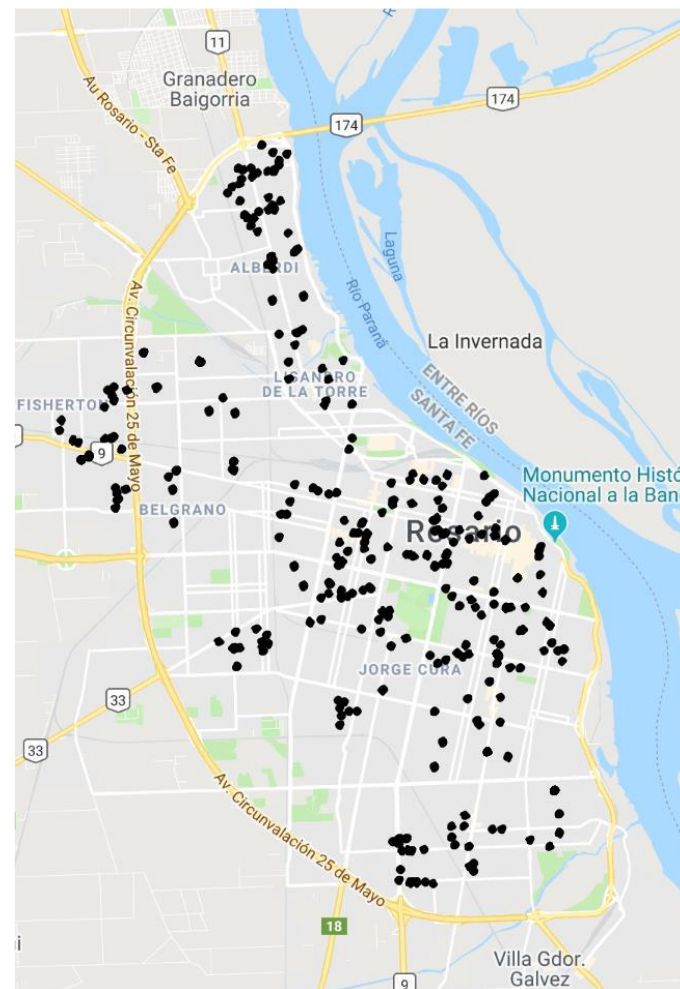 11
Granadero
Baigorria
174
174
Au Rosario - Sta Fe
ALBERDI
Laguna
Río Paraná
La Invernada
Av. Circunvalación 25 de Mayo
LISANDRO
DE LA TORRE
ENTRE RÍOS
SANTA FE
FISHERTON
9
Monumento Histó
Nacional a la Ban
BELGRANO
Rosario
JORGE CURA
33
33
Av. Circunvalación 25 de Mayo
18
i
Villa Gdor.
Galvez
9